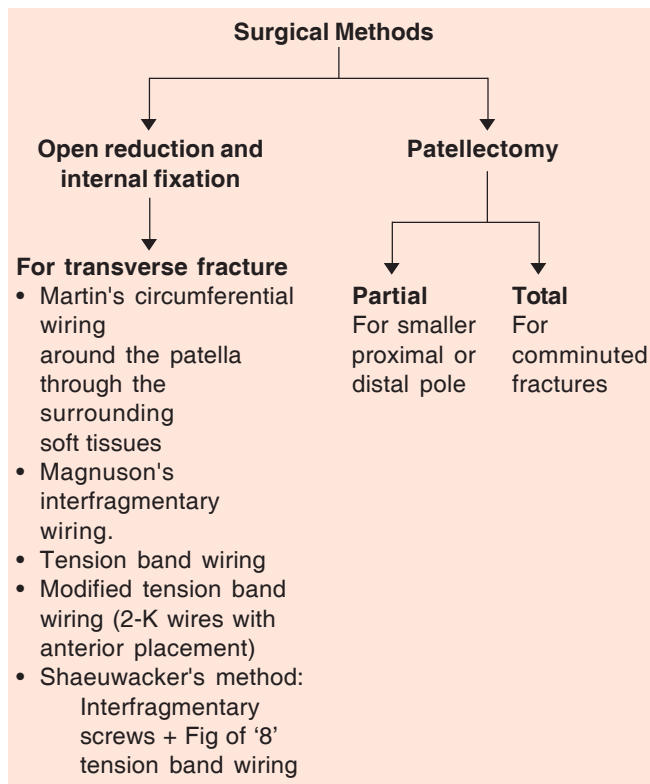 Surgical Methods
Open reduction and
internal fixation
For transverse fracture
• Martin's circumferential
wiring
around the patella
through the
surrounding
soft tissues
• Magnuson's
interfragmentary
wiring.
• Tension band wiring
• Modified tension band
wiring (2-K wires with
anterior placement)
• Shaeuwacker's method:
Interfragmentary
screws + Fig of ‘8’
tension band wiring
Patellectomy
Partial
For smaller
proximal or
distal pole
Total
For
comminuted
fractures